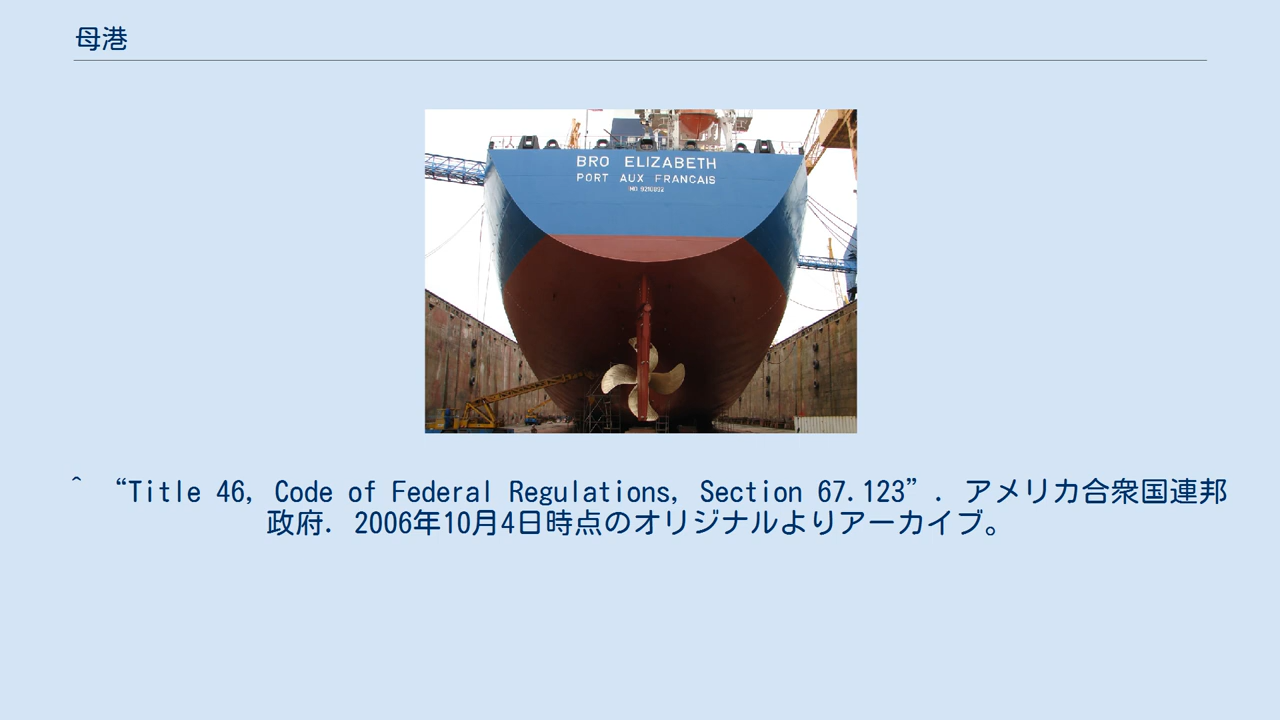 母港
BRO ELIZABETH
PORT AUX FRANCAIS
^ “Title 46, Code of Federal Regulations, Section 67.123”. アメリカ合衆国連邦
政府. 2006年10月4日時点のオリジナルよりアーカイブ。